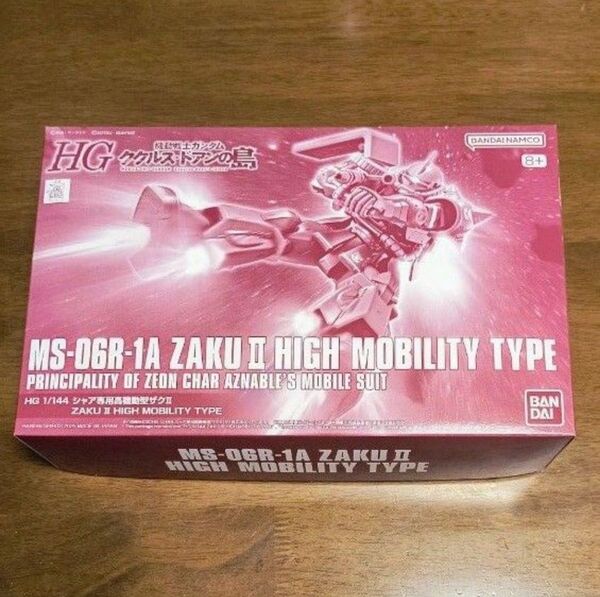 BANDAI NAMCO
8+
HG
機動戦士ガンダム
ククルス・ドアンの島
MS-06R-1A ZAKU II HIGH MOBILITY TYPE
PRINCIPALITY OF ZEON CHAR AZNABLE'S MOBILE SUIT
HG 1/144 シャア専用高機動型ザクII
ZAKU II HIGH MOBILITY TYPE
BAN
DAI
MS-06R-1A ZAKU II
HIGH MOBILITY TYPE